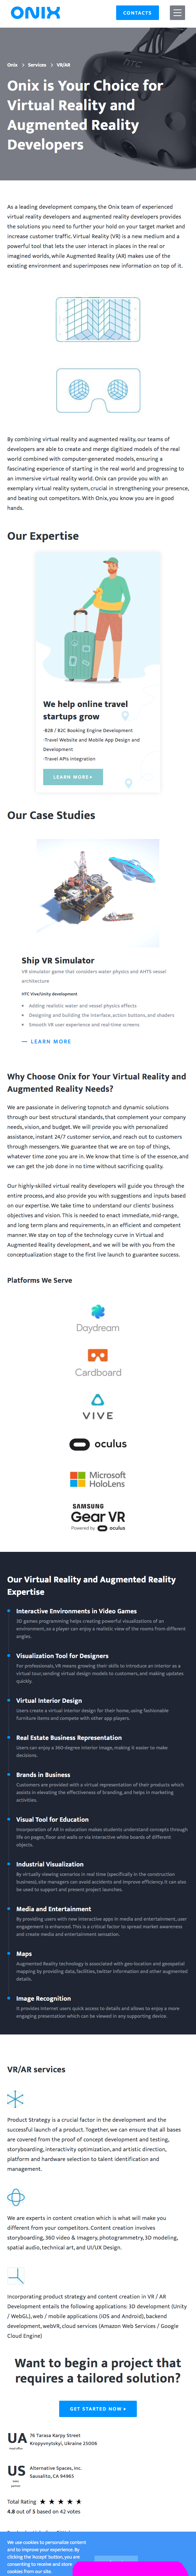 ONIX
CONTACTS
Onix > Services > VR/AR
Onix is Your Choice for
Virtual Reality and
Augmented Reality
Developers
As a leading development company, the Onix team of experienced
virtual reality developers and augmented reality developers provides
the solutions you need to further your hold on your target market and
increase customer traffic. Virtual Reality (VR) is a new medium and a
powerful tool that lets the user interact in places in the real or
imagined worlds, while Augmented Reality (AR) makes use of the
existing environment and superimposes new information on top of it.
By combining virtual reality and augmented reality, our teams of
developers are able to create and merge digitized models of the real
world combined with computer-generated models, ensuring a
fascinating experience of starting in the real world and progressing to
an immersive virtual reality world. Onix can provide you with an
exemplary virtual reality system, crucial in strengthening your presence,
and beating out competitors. With Onix, you know you are in good
hands.
Our Expertise
We help online travel
startups grow
-B2B / B2C Booking Engine Development
-Travel Website and Mobile App Design and
Development
-Travel APIs integration
LEARN MORE
Our Case Studies
Ship VR Simulator
VR simulator game that considers water physics and AHTS vessel
architecture
HTC Vive/Unity development
Adding realistic water and vessel physics effects
Designing and building the interface, action buttons, and shaders
Smooth VR user experience and real-time screens
— LEARN MORE
Why Choose Onix for Your Virtual Reality and
Augmented Reality Needs?
We are passionate in delivering topnotch and dynamic solutions
through our best one structural standards, that complement your company
needs, vision, and budget. We will provide you with personalized
assistance, instant 24/7 customer service, and reach out to customers
through messengers. We guarantee that we are on top of things,
whatever time zone you are in. We know that time is of the essence, and
we can get the job done in no time without sacrificing quality.
Our highly-skilled virtual reality developers will guide you through the
entire process, and also provide you with suggestions and inputs based
on our expertise. We take time to understand our clients' business
objectives and vision. This is needed to enact immediate, mid-range,
and long term plans and requirements, in an efficient and competent
manner. We stay on top of the technology curve in Virtual and
Augmented Reality development, and we will be with you from the
conceptualization stage to the first live launch to guarantee success.
Platforms We Serve
Daydream
Cardboard
VIVE
oculus
Microsoft
HoloLens
SAMSUNG
Gear VR
Powered by oculus
Our Virtual Reality and Augmented Reality
Expertise
Interactive Environments in Video Games
3D games programming helps creating powerful visualizations of an
environment, as a player can enjoy a realistic view of the rooms from different
angles.
Visualization Tool for Designers
For professionals, VR means growing their skills to introduce an interior as a
virtual tour, sending virtual design models to customers, and making updates
quickly.
Virtual Interior Design
Users create a virtual interior design for their home, using fashionable
furniture items and complete with other app players.
Real Estate Business Representation
Users can enjoy a 360-degree interior image, making it easier to make
decisions.
Brands in Business
Customers are provided with a virtual representation of their products which
assists in elevating the effectiveness of branding, and helps in marketing
activities.
Visual Tool for Education
Incorporation of AR in education makes students understand concepts through
life on pages, floor and walls or via interactive white boards of different
objects.
Industrial Visualization
By virtually viewing scenarios in real time (specifically in the construction
business), site managers can avoid accidents and improve efficiency. It can also
be used to support and present project launches.
Media and Entertainment
By providing users with new interactive apps in media and entertainment, user
engagement is enhanced. This is a critical factor to spread market awareness
and create media and entertainment sensation.
Maps
Augmented Reality technology is associated with geo-location and geospatial
mapping by providing data, facilities, twitter information and other augmented
details.
Image Recognition
It provides Internet users quick access to details and allows to enjoy a more
engaging presentation which can be viewed in any supporting device.
VR/AR services
Product Strategy is a crucial factor in the development and the
successful launch of a product. Together, we can ensure that all bases
are covered from the proof of concept development and testing,
storyboarding, interactivity optimization, and artistic direction,
platform and hardware selection to talent identification and
management.
We are experts in content creation which is what will make you
different from your competitors. Content creation involves
storyboarding, 360 video & imagery, photogrammetry, 3D modeling,
spatial audio, technical art, and UI/UX Design.
Incorporating product strategy and content creation in VR / AR
Development entails the following applications: 3D development (Unity
/ WebGL), web / mobile applications (iOS and Android), backend
development, webVR, cloud services (Amazon Web Services / Google
Cloud Engine)
Want to begin a project that
requires a tailored solution?
GET STARTED NOW
UA
Head office
76 Tarasa Karpy Street
Kropyvnytskyi, Ukraine 25006
US
Sales
partner
Alternative Spaces, Inc.
Sausalito, CA 94965
Total Rating
4.8 out of 5 based on 42 votes
We use cookies to personalize content
and to improve your experience. By
clicking the 'Accept' button, you are
consenting to receive and store
cookies from our site.